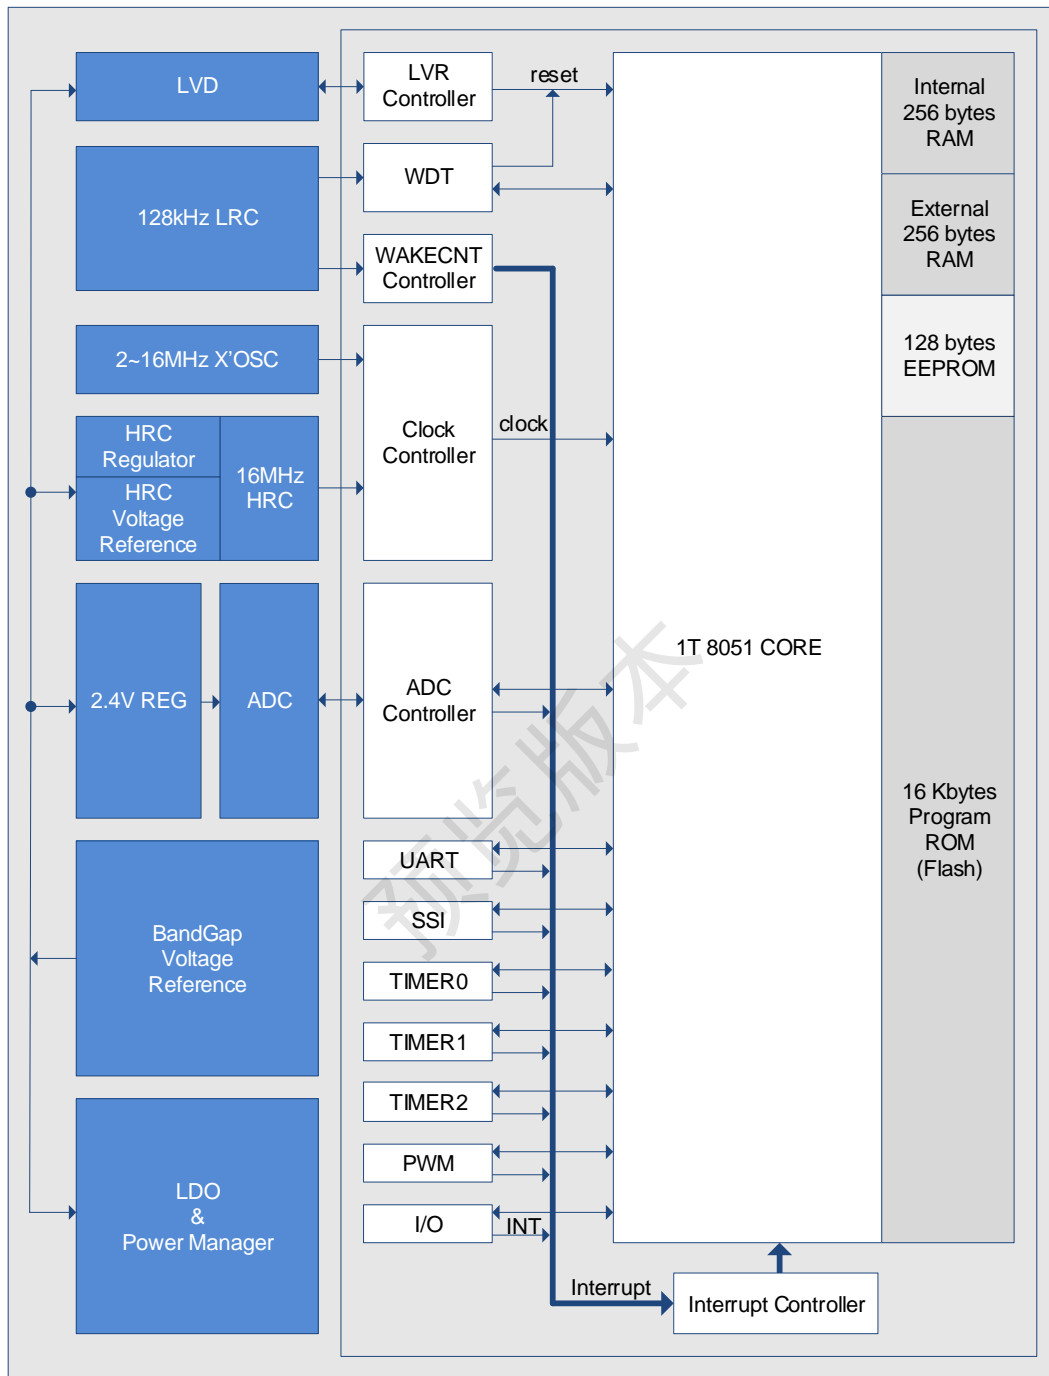 LVD
LVR
Controller
reset
Internal
256 bytes
RAM
128kHz LRC
WDT
External
256 bytes
RAM
WAKECNT
Controller
2~16MHz X'OSC
128 bytes
EEPROM
HRC
Regulator
HRC
Voltage
Reference
16MHz
HRC
Clock
Controller
clock
2.4V REG
ADC
ADC
Controller
1T 8051 CORE
16 Kbytes
Program
ROM
(Flash)
预览版本
UART
SSI
BandGap
Voltage
Reference
TIMER0
TIMER1
TIMER2
PWM
LDO
&
Power Manager
I/O
INT
Interrupt
Interrupt Controller